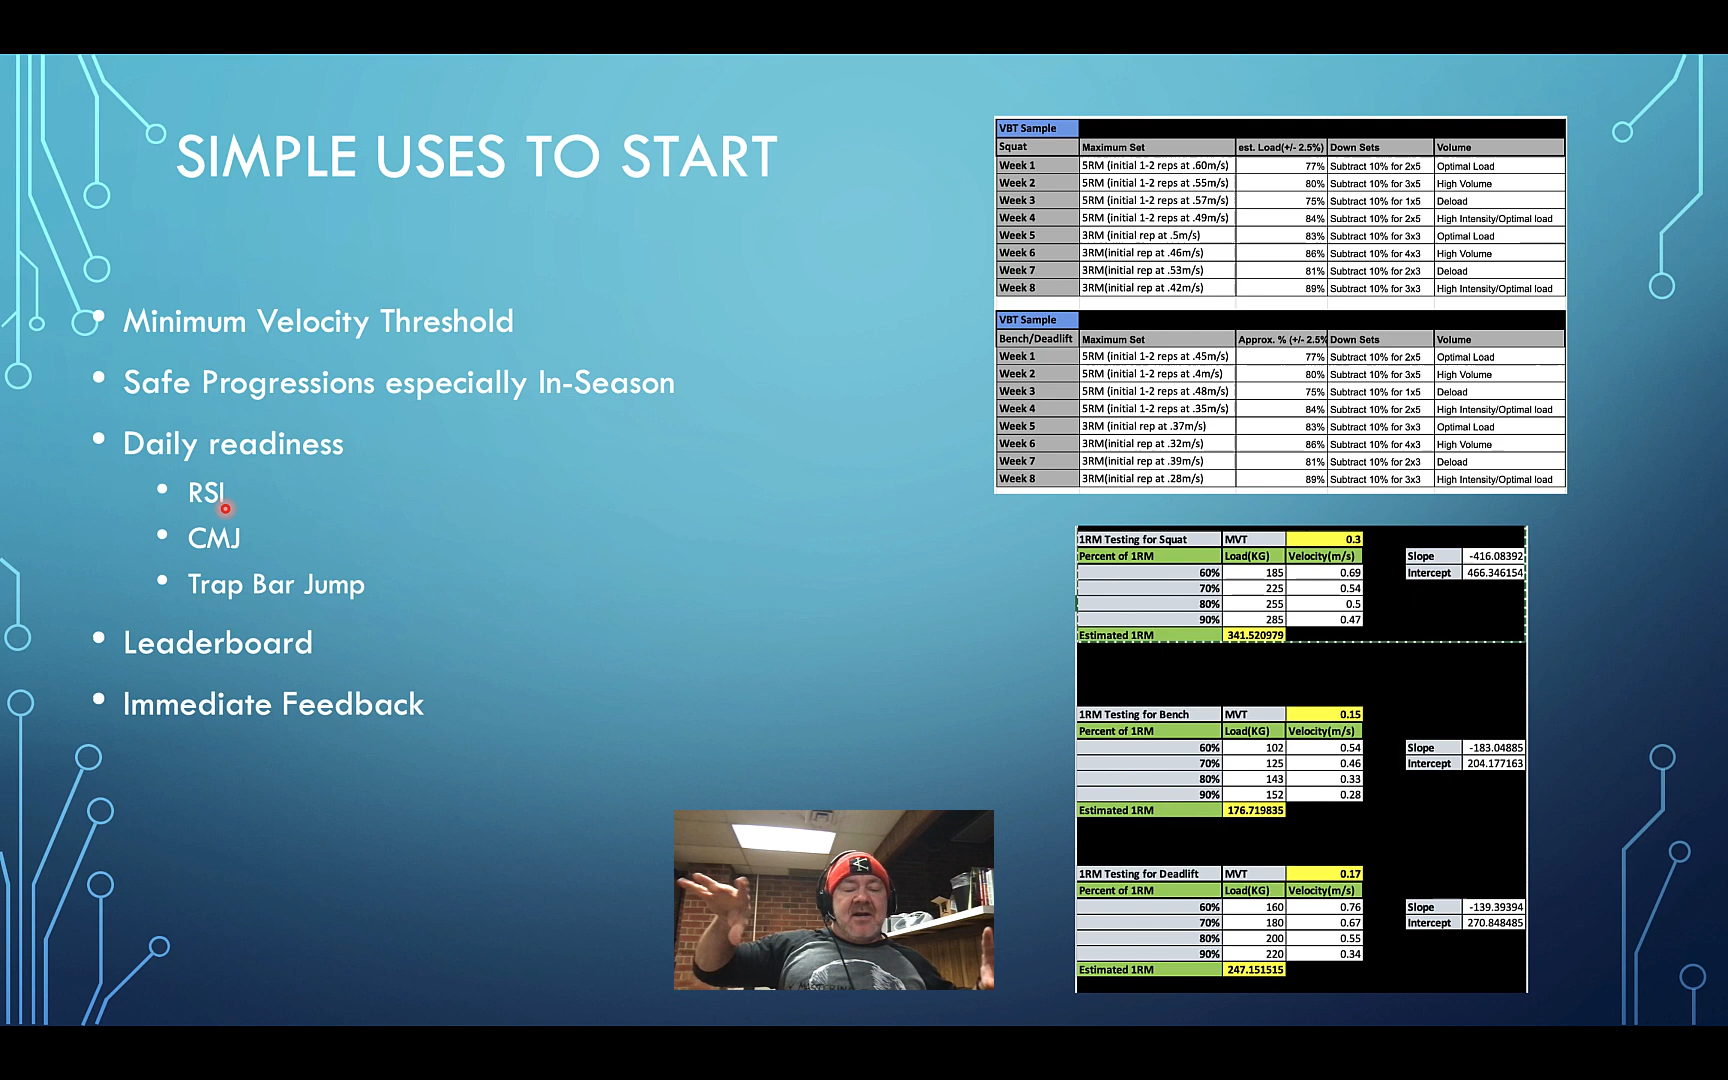 SIMPLE USES TO START
Minimum Velocity Threshold
Safe Progressions especially In-Season
Daily readiness
RSI
CMJ
Trap Bar Jump
Leaderboard
Immediate Feedback
VBT Sample
Squat Maximum Set est. Load(+/- 2.5%) Down Sets Volume
Week 1 5RM (initial 1-2 reps at .60m/s) 77% Subtract 10% for 2x5 Optimal Load
Week 2 5RM (initial 1-2 reps at .55m/s) 80% Subtract 10% for 3x5 High Volume
Week 3 5RM (initial 1-2 reps at .57m/s) 75% Subtract 10% for 1x5 Deload
Week 4 5RM (initial 1-2 reps at .49m/s) 84% Subtract 10% for 2x5 High Intensity/Optimal load
Week 5 3RM (initial rep at .5m/s) 83% Subtract 10% for 3x3 Optimal Load
Week 6 3RM(initial rep at .46m/s) 86% Subtract 10% for 4x3 High Volume
Week 7 3RM(initial rep at .53m/s) 81% Subtract 10% for 2x3 Deload
Week 8 3RM(initial rep at .42m/s) 89% Subtract 10% for 3x3 High Intensity/Optimal load
VBT Sample
Bench/Deadlift Maximum Set Approx. % (+/- 2.5% Down Sets Volume
Week 1 5RM (initial 1-2 reps at .45m/s) 77% Subtract 10% for 2x5 Optimal Load
Week 2 5RM (initial 1-2 reps at .4m/s) 80% Subtract 10% for 3x5 High Volume
Week 3 5RM (initial 1-2 reps at .48m/s) 75% Subtract 10% for 1x5 Deload
Week 4 5RM (initial 1-2 reps at .35m/s) 84% Subtract 10% for 2x5 High Intensity/Optimal load
Week 5 3RM (initial rep at .37m/s) 83% Subtract 10% for 3x3 Optimal Load
Week 6 3RM(initial rep at .32m/s) 86% Subtract 10% for 4x3 High Volume
Week 7 3RM(initial rep at .39m/s) 81% Subtract 10% for 2x3 Deload
Week 8 3RM(initial rep at .28m/s) 89% Subtract 10% for 3x3 High Intensity/Optimal load
1RM Testing for Squat MVT 0.3
Percent of 1RM Load(KG) Velocity(m/s) Slope -416.08392
60% 185 0.69 Intercept 466.346154
70% 225 0.54
80% 255 0.5
90% 285 0.47
Estimated 1RM 341.520979
1RM Testing for Bench MVT 0.15
Percent of 1RM Load(KG) Velocity(m/s)
60% 102 0.54 Slope -183.04885
70% 125 0.46 Intercept 204.177163
80% 143 0.33
90% 152 0.28
Estimated 1RM 176.719835
1RM Testing for Deadlift MVT 0.17
Percent of 1RM Load(KG) Velocity(m/s)
60% 160 0.76 Slope -139.39394
70% 180 0.67 Intercept 270.848485
80% 200 0.55
90% 220 0.34
Estimated 1RM 247.151515